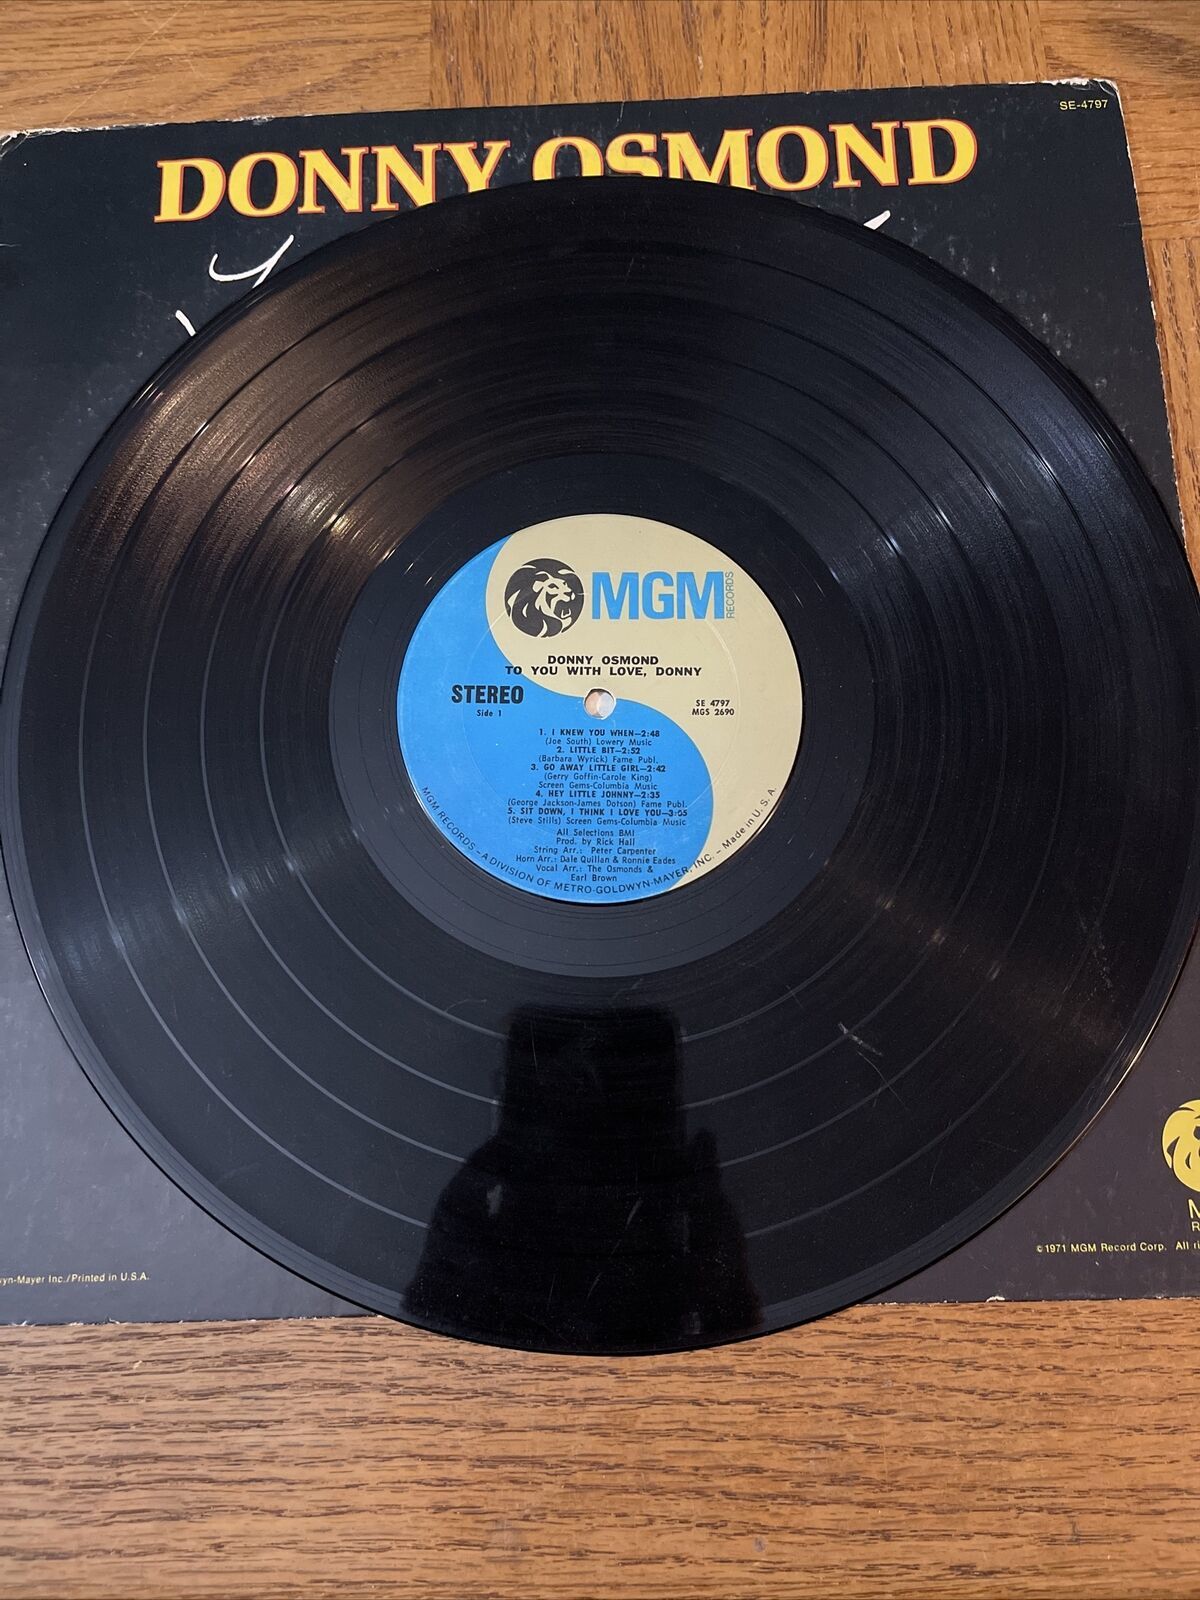 SE-4797
DONNY OSMOND
MGM
RECORDS
DONNY OSMOND
TO YOU WITH LOVE, DONNY
STEREO
Side 1
SE 4797
MGS 2690
1. I KNEW YOU WHEN—2:48
(Joe South) Lowery Music
2. LITTLE BIT—2:52
(Barbara Wyrick) Fame Publ.
3. GO AWAY LITTLE GIRL—2:42
(Gerry Goffin-Carole King)
Screen Gems-Columbia Music
4. HEY LITTLE JOHNNY—2:35
(George Jackson-James Dotson) Fame Publ.
5. SIT DOWN, I THINK I LOVE YOU—3:05
(Steve Stills) Screen Gems-Columbia Music
All Selections BMI
Prod. by Rick Hall
String Arr.: Peter Carpenter
Horn Arr.: Dale Quillan & Ronnie Eades
Vocal Arr.: The Osmonds &
Earl Brown
MGM RECORDS – A DIVISION OF METRO-GOLDWYN-MAYER, INC. – Made in U. S. A.
©1971 MGM Record Corp. All
yn-Mayer Inc./Printed in U.S.A.